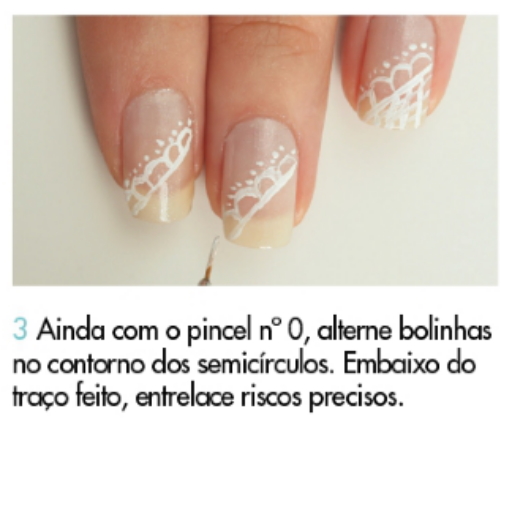 3 Ainda com o pincel nº 0, alterne bolinhas
no contorno dos semicírculos. Embaixo do
traço feito, entrelace riscos precisos.